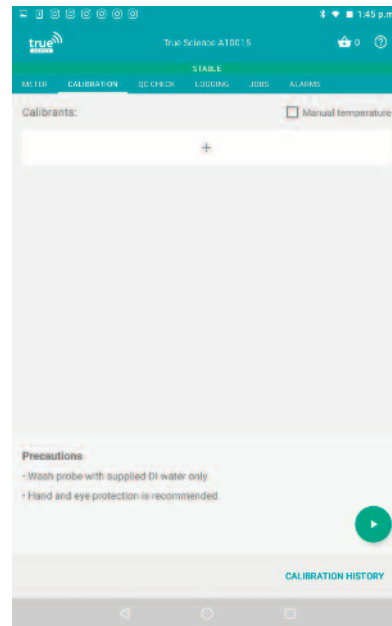 1:45 p.m
true
True Science A10015
0
STABLE
METER CALIBRATION QC CHECK LOGGING JOBS ALARMS
Calibrants:
Manual temperature
+
Precautions
- Wash probe with supplied DI water only
- Hand and eye protection is recommended.
CALIBRATION HISTORY